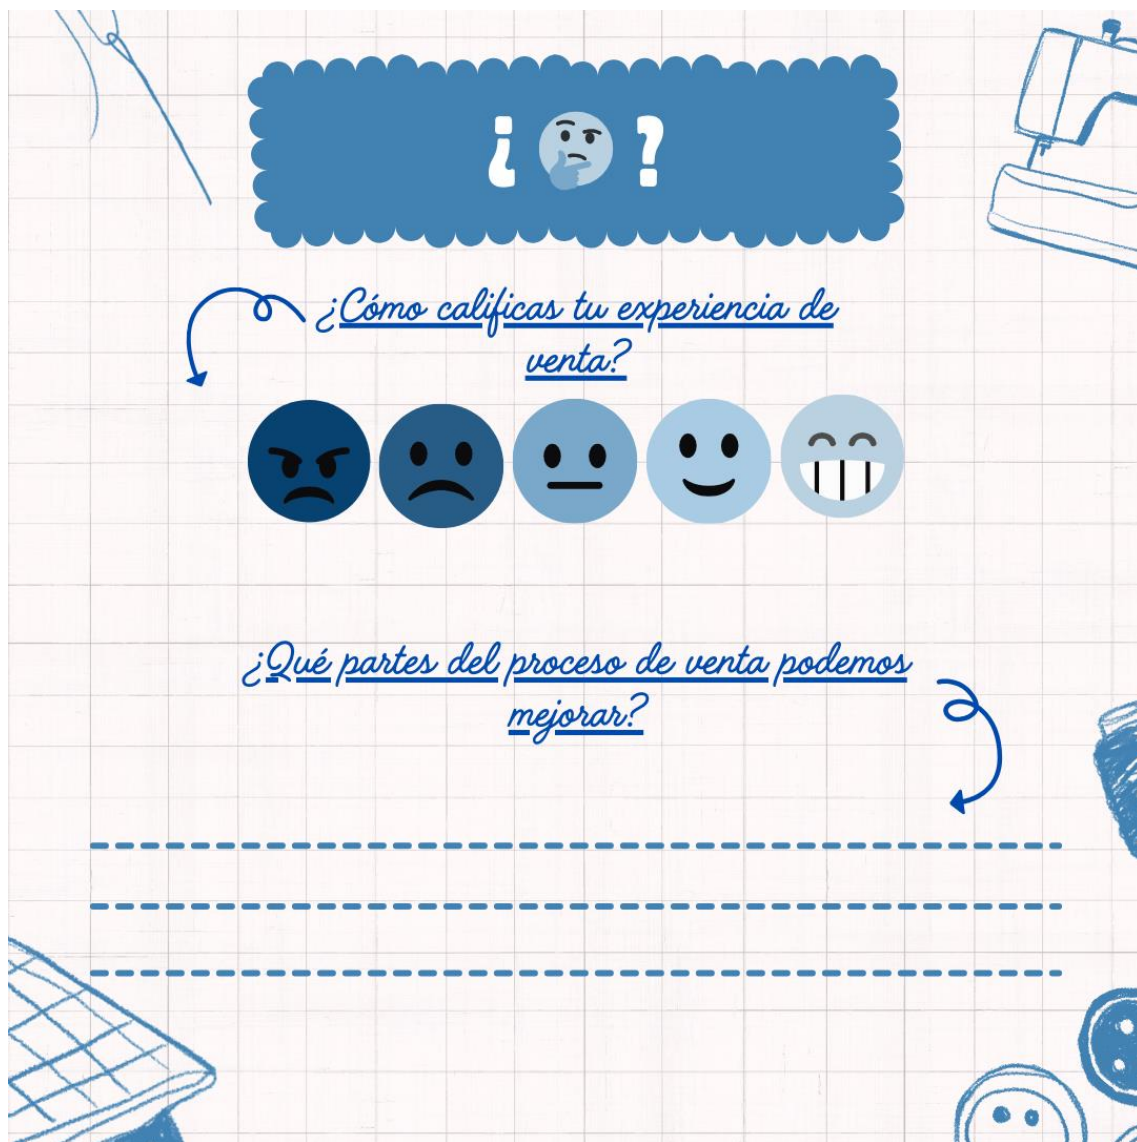 ¿ ?
¿Cómo calificas tu experiencia de
venta?
¿Qué partes del proceso de venta podemos
mejorar?